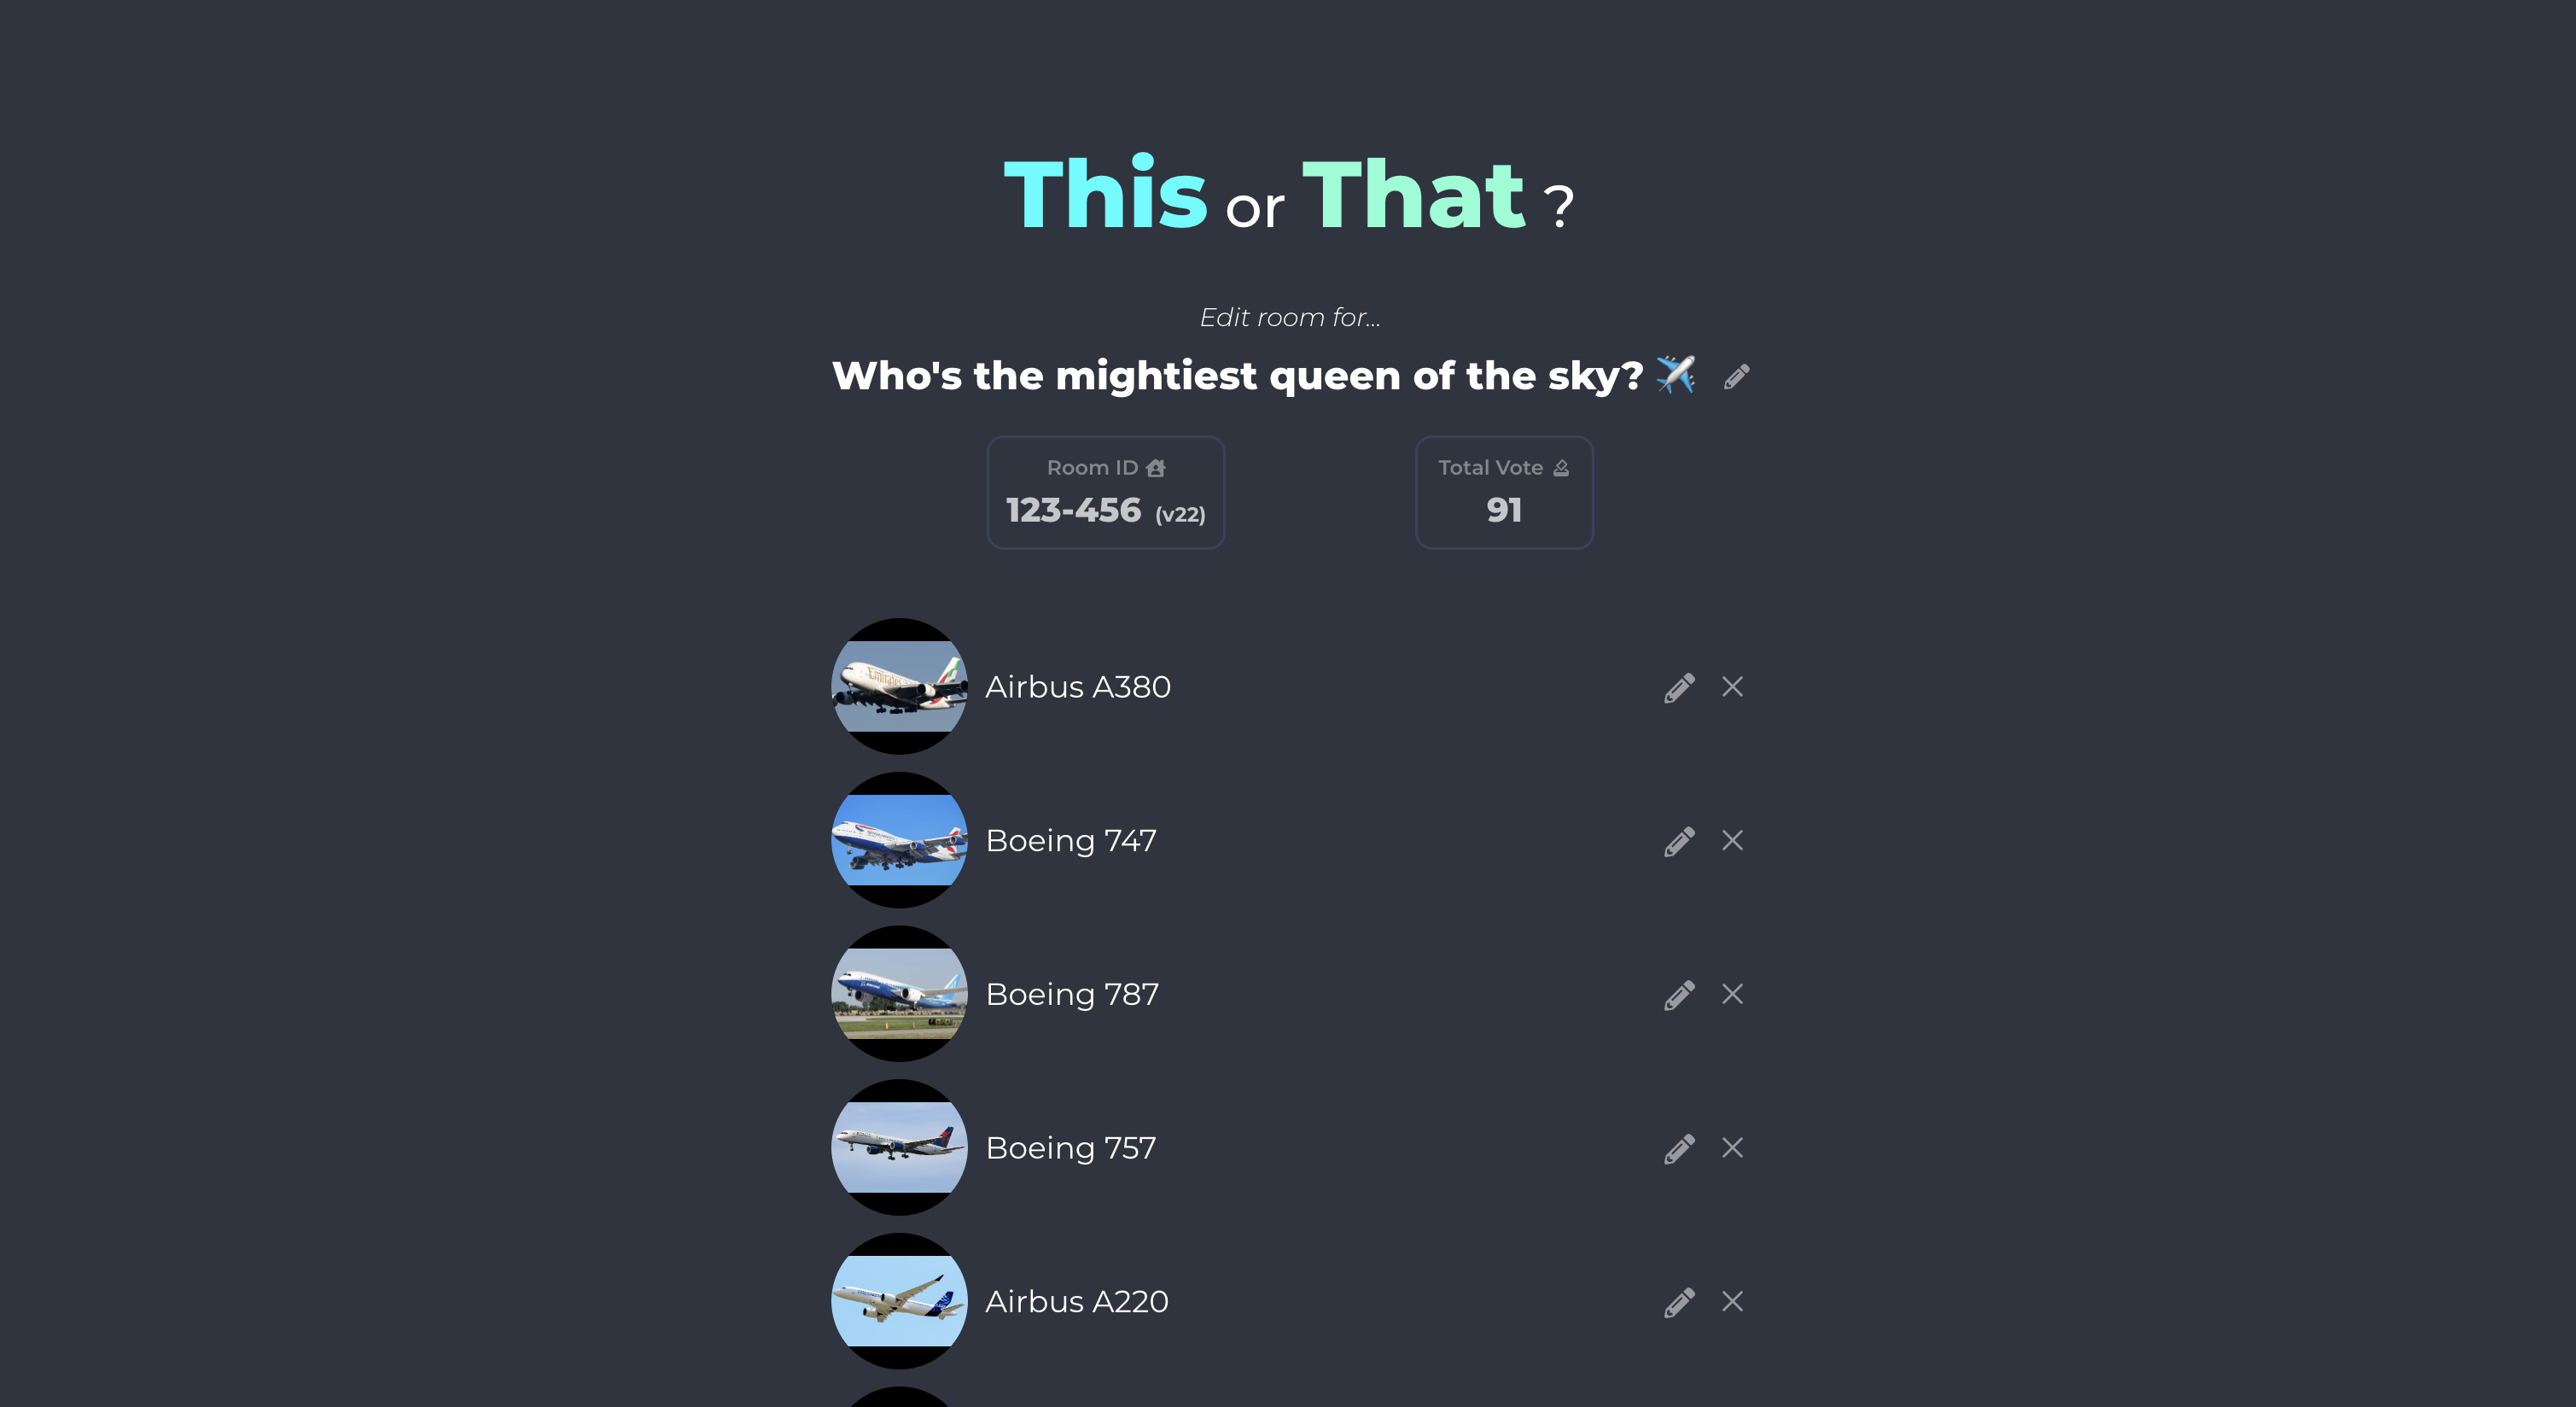 This or That ?
Edit room for...
Who's the mightiest queen of the sky? ✈️
Room ID
123-456 (v22)
Total Vote
91
Emirates
Airbus A380
Boeing 747
Boeing 787
Boeing 757
Airbus A220